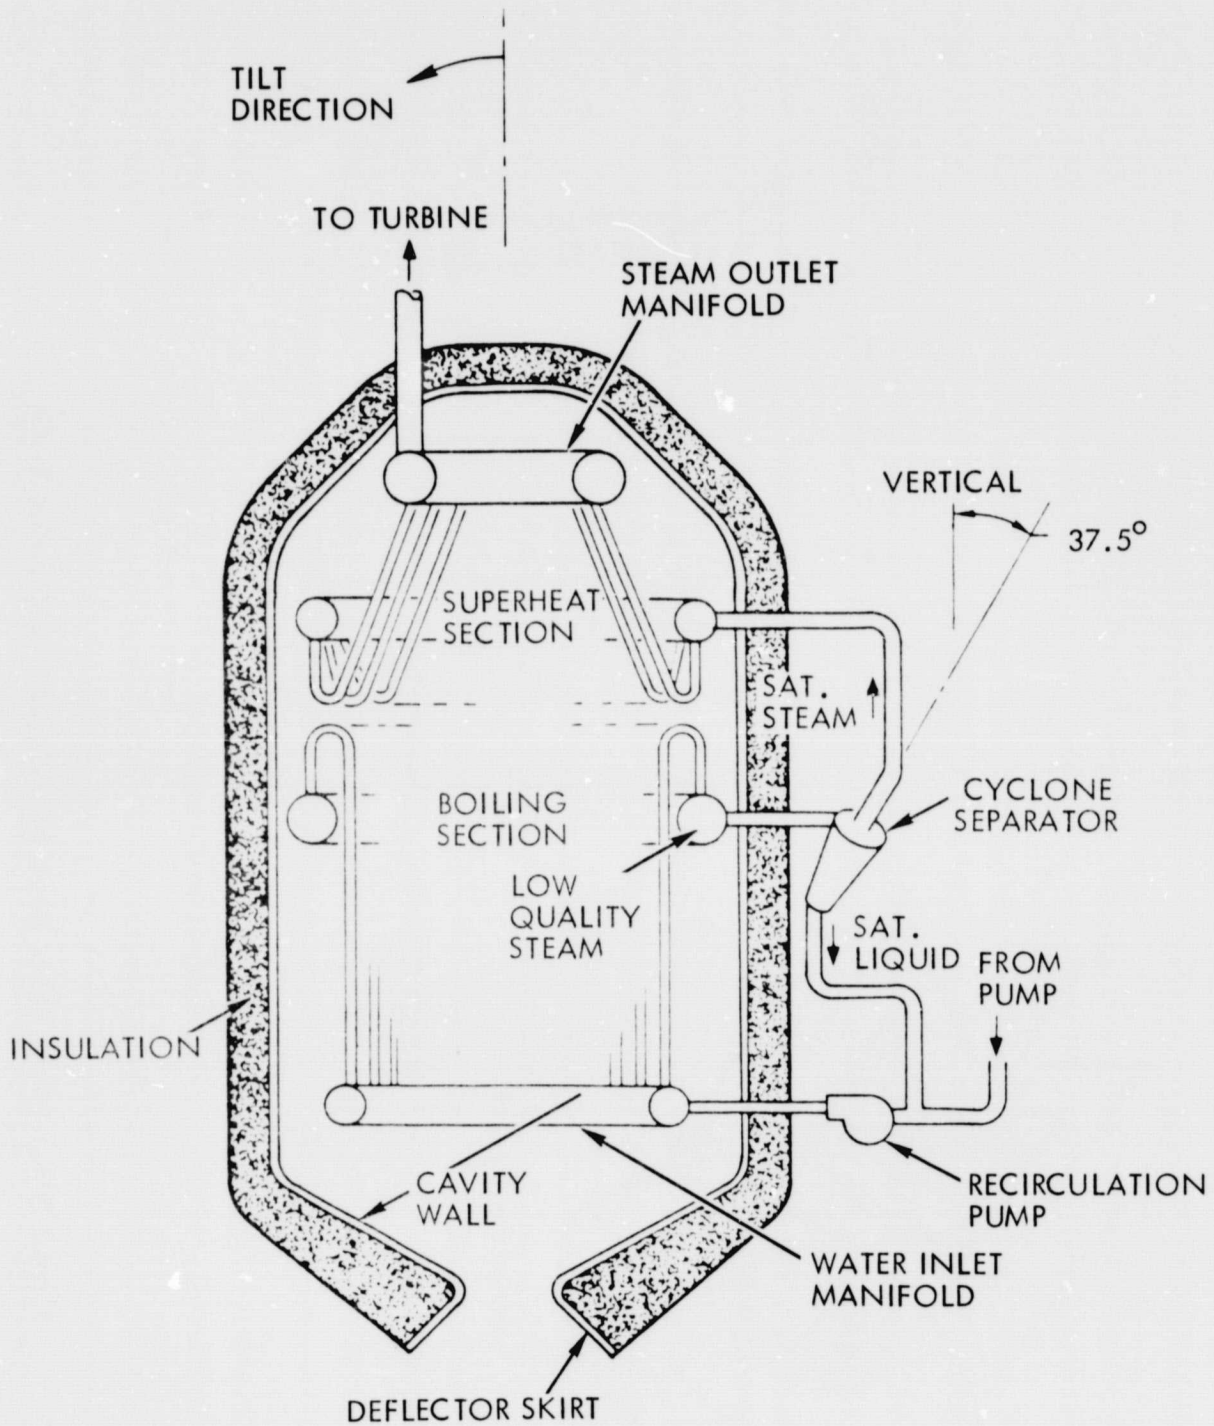 TILT
DIRECTION
TO TURBINE
STEAM OUTLET
MANIFOLD
VERTICAL
37.5°
SUPERHEAT
SECTION
SAT.
STEAM
BOILING
SECTION
CYCLONE
SEPARATOR
LOW
QUALITY
STEAM
SAT.
LIQUID
FROM
PUMP
INSULATION
CAVITY
WALL
RECIRCULATION
PUMP
WATER INLET
MANIFOLD
DEFLECTOR SKIRT